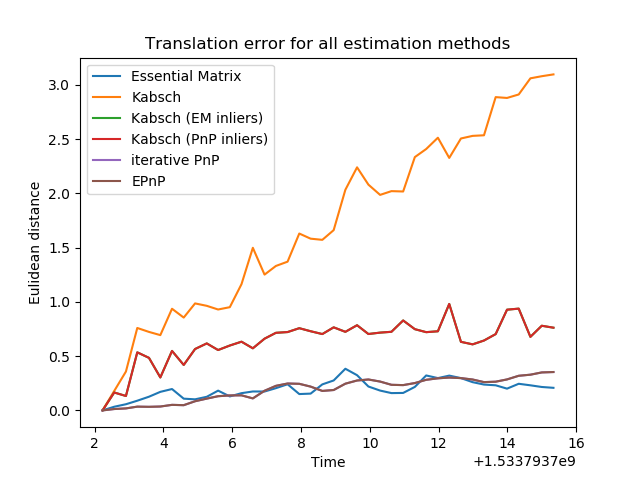 Translation error for all estimation methods
Essential Matrix
Kabsch
Kabsch (EM inliers)
Kabsch (PnP inliers)
iterative PnP
EPnP
Eulidean distance
3.0
2.5
2.0
1.5
1.0
0.5
0.0
2 4 6 8 10 12 14 16
Time
+1.5337937e9